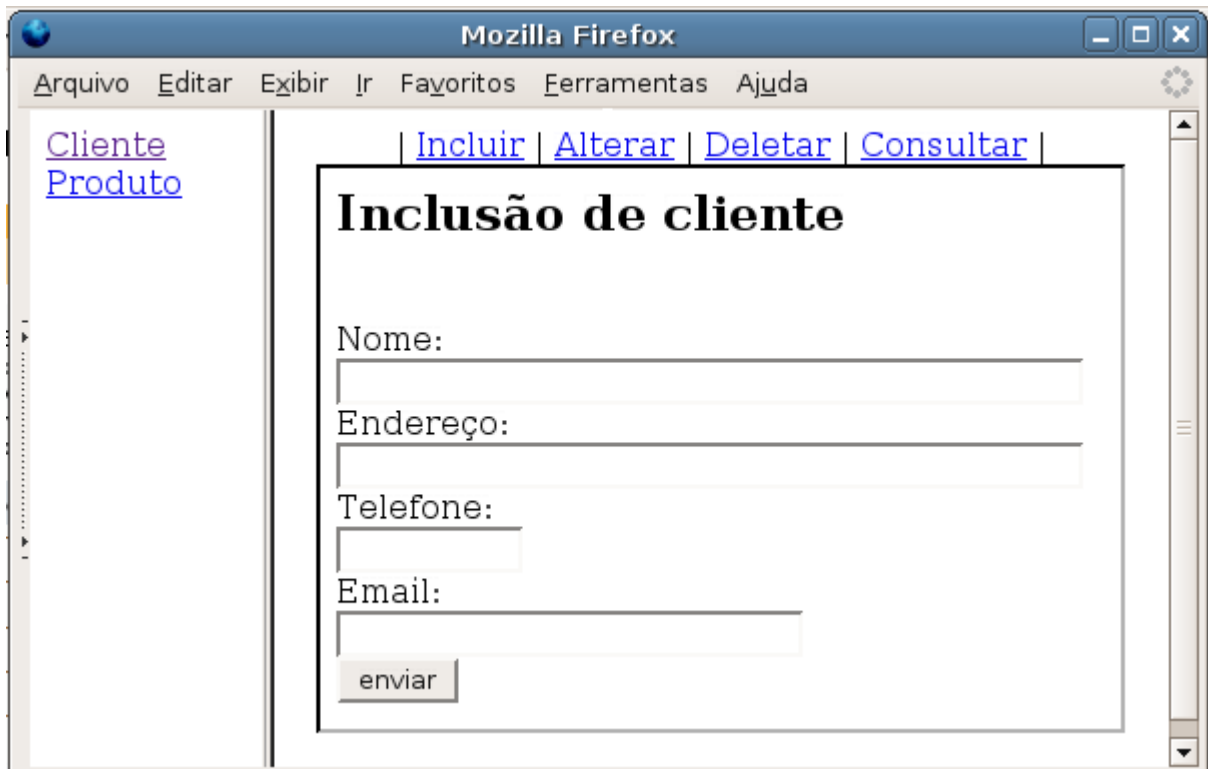 Mozilla Firefox
Arquivo Editar Exibir Ir Favoritos Ferramentas Ajuda
Cliente
Produto
| Incluir | Alterar | Deletar | Consultar |
Inclusão de cliente
Nome:
Endereço:
Telefone:
Email:
enviar